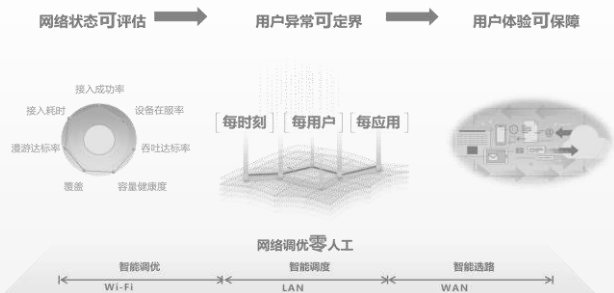 网络状态可评估
用户异常可定界
用户体验可保障
接入成功率
接入耗时
设备在服率
漫游达标率
吞吐达标率
覆盖
容量健康度
[每时刻] [每用户] [每应用]
网络调优零人工
智能调优
智能调度
智能选路
Wi-Fi
LAN
WAN